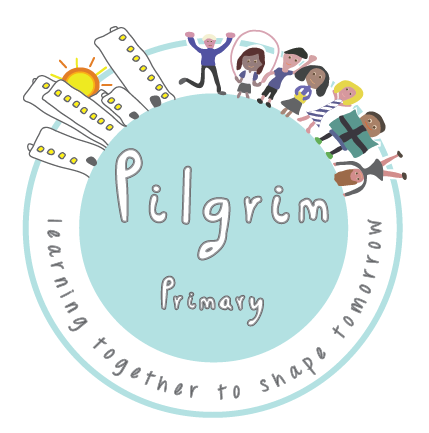 Pilgrim
Primary
learning together to shape tomorrow